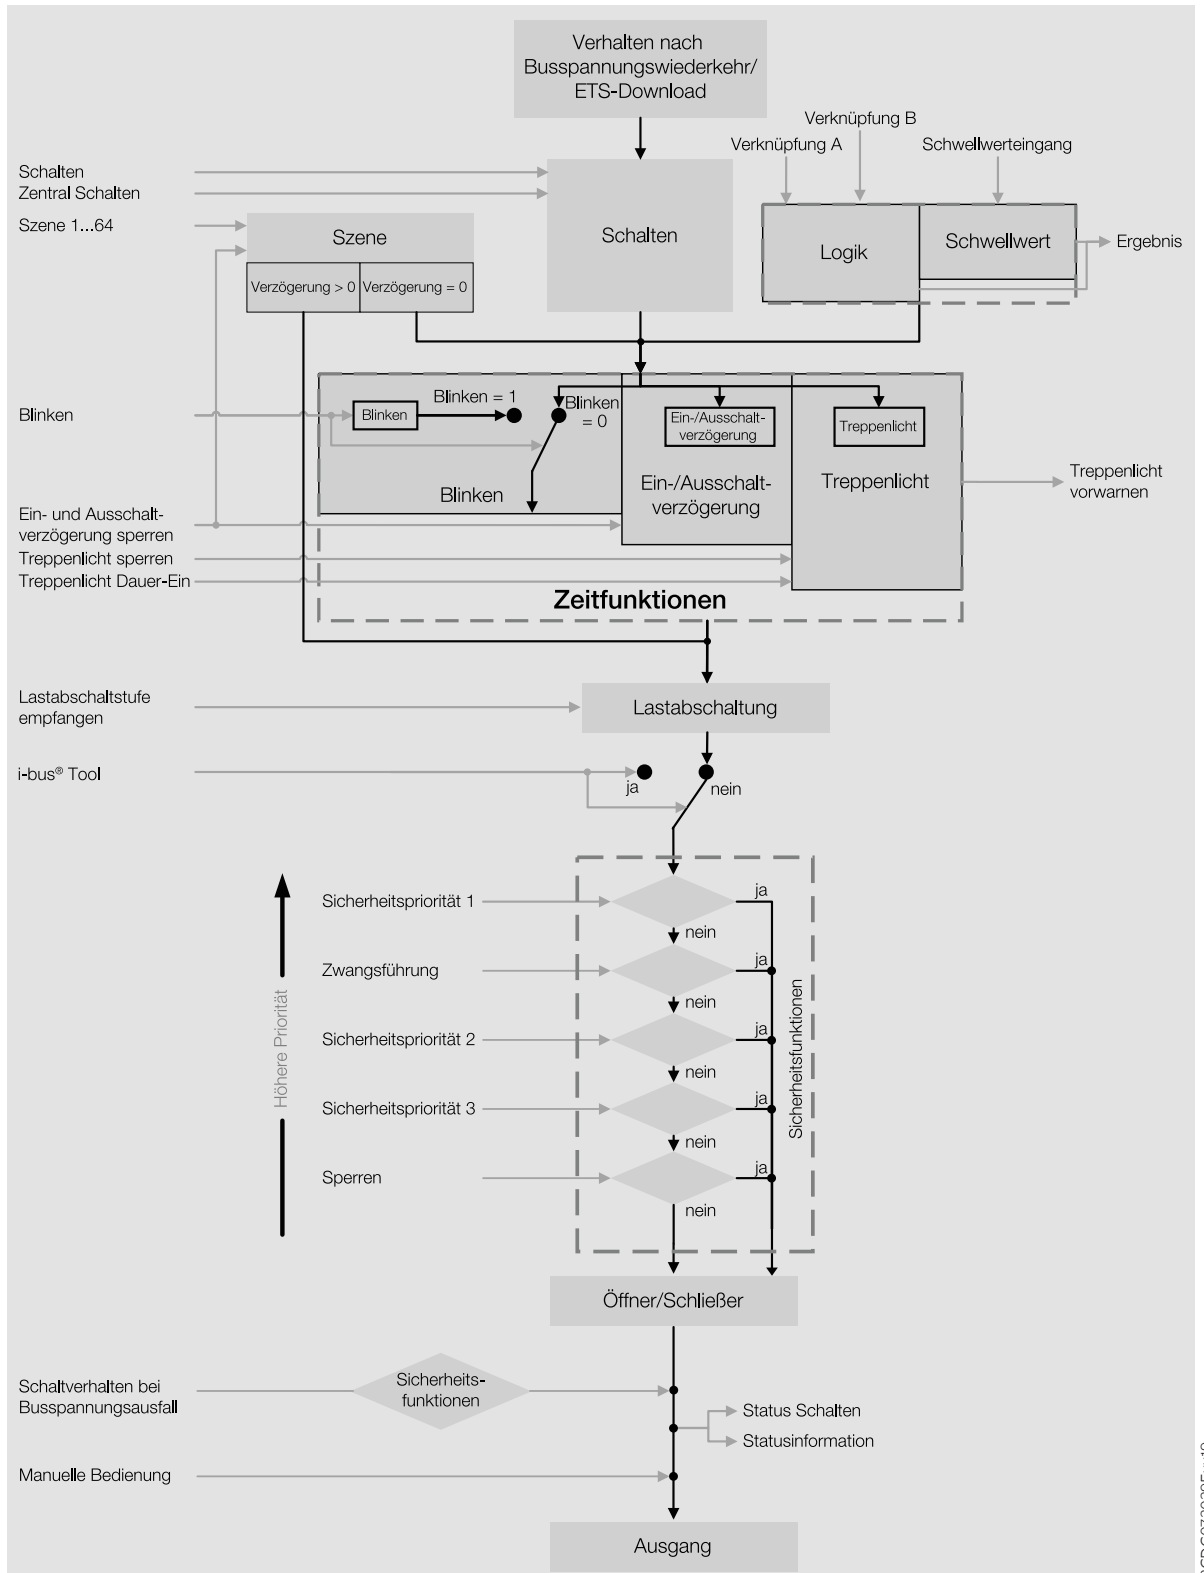 Verhalten nach
Busspannungswiederkehr/
ETS-Download
Verknüpfung B
Verknüpfung A
Schwellwerteingang
Schalten
Zentral Schalten
Szene 1...64
Szene
Verzögerung > 0
Verzögerung = 0
Schalten
Logik
Schwellwert
Ergebnis
Blinken
Blinken
Blinken = 1
Blinken
= 0
Blinken
Ein-/Ausschalt-
verzögerung
Ein-/Ausschalt-
verzögerung
Treppenlicht
Treppenlicht
Treppenlicht
vorwarnen
Ein- und Ausschalt-
verzögerung sperren
Treppenlicht sperren
Treppenlicht Dauer-Ein
Zeitfunktionen
Lastabschaltstufe
empfangen
Lastabschaltung
i-bus® Tool
ja
nein
Höhere Priorität
Sicherheitspriorität 1
ja
nein
Zwangsführung
ja
nein
Sicherheitspriorität 2
ja
nein
Sicherheitspriorität 3
ja
nein
Sperren
ja
nein
Sicherheitsfunktionen
Öffner/Schließer
Schaltverhalten bei
Busspannungsausfall
Sicherheits-
funktionen
Status Schalten
Statusinformation
Manuelle Bedienung
Ausgang